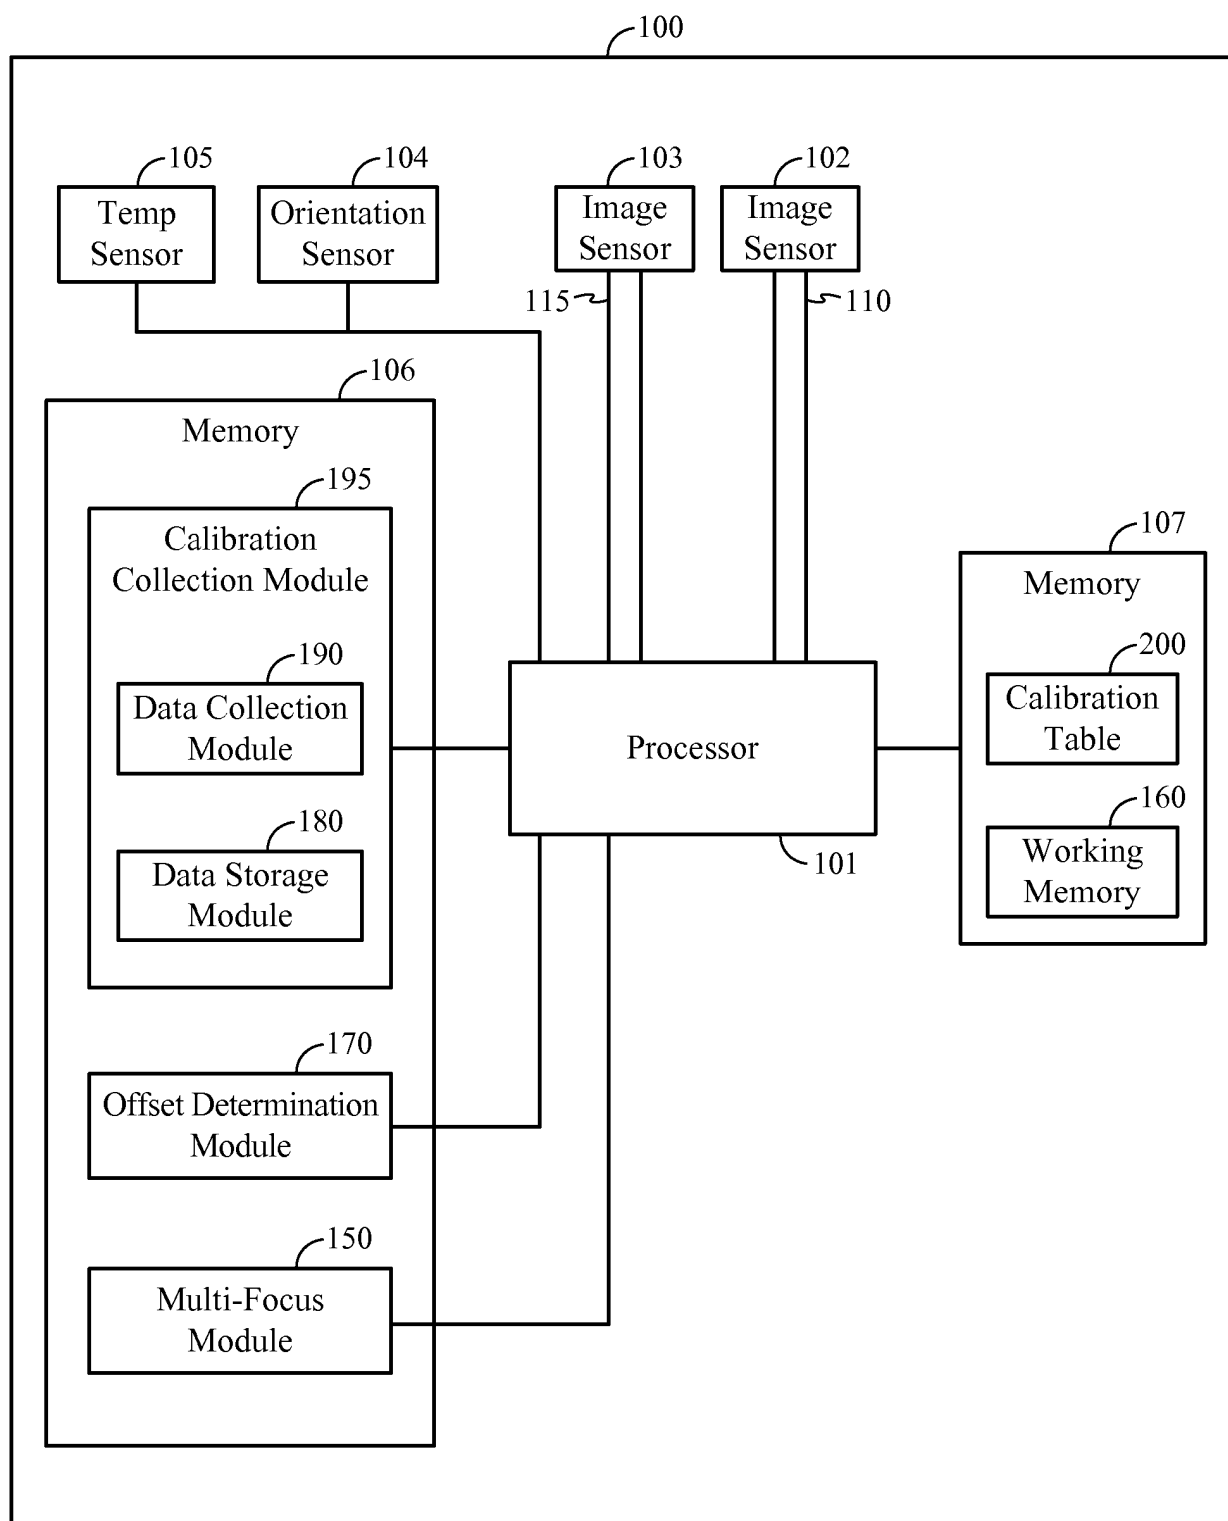 100
105
104
103
102
Temp
Sensor
Orientation
Sensor
Image
Sensor
Image
Sensor
115
110
106
Memory
195
Calibration
Collection Module
190
Data Collection
Module
180
Data Storage
Module
170
Offset Determination
Module
150
Multi-Focus
Module
Processor
101
107
Memory
200
Calibration
Table
160
Working
Memory